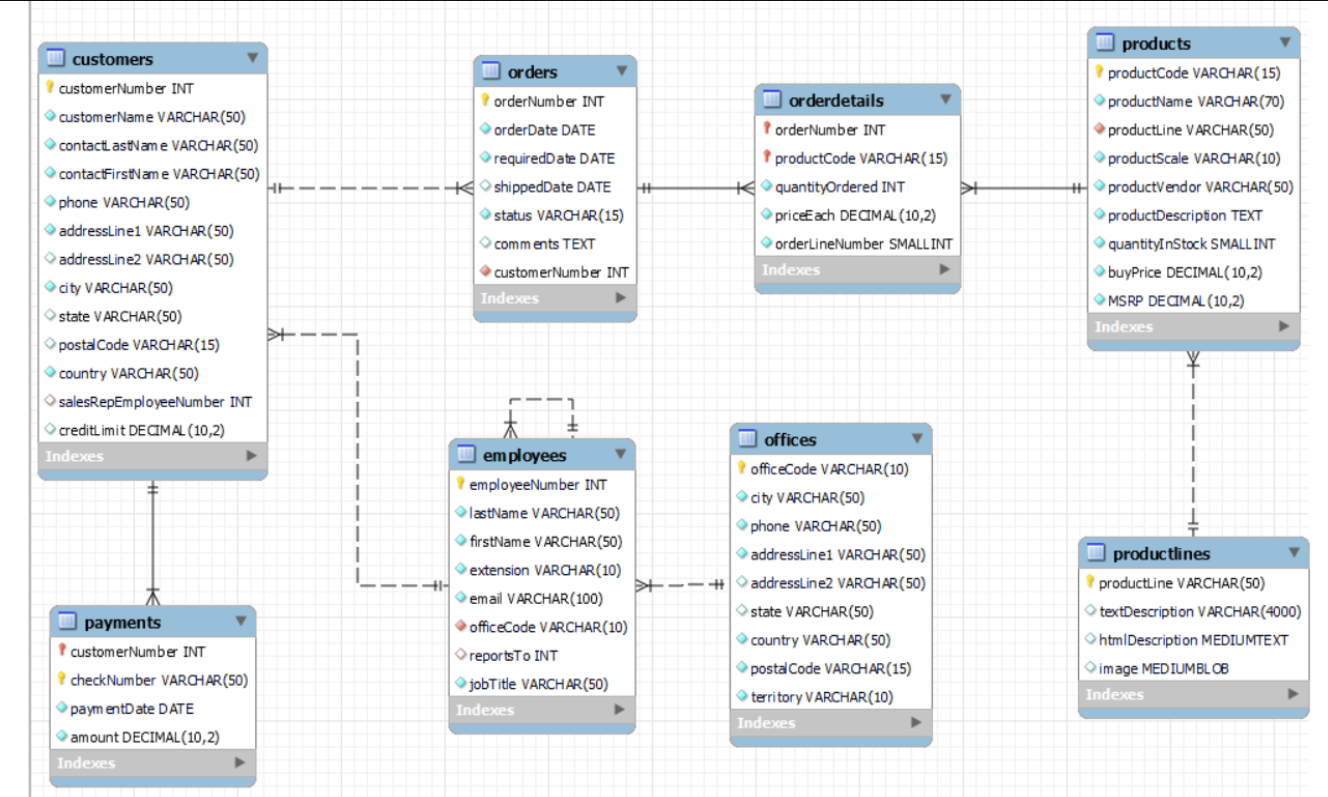 customers
customerNumber INT
customerName VARCHAR(50)
contactLastName VARCHAR(50)
contactFirstName VARCHAR(50)
phone VARCHAR(50)
addressLine1 VARCHAR(50)
addressLine2 VARCHAR(50)
city VARCHAR(50)
state VARCHAR(50)
postalCode VARCHAR(15)
country VARCHAR(50)
salesRepEmployeeNumber INT
creditLimit DECIMAL(10,2)
Indexes
orders
orderNumber INT
orderDate DATE
requiredDate DATE
shippedDate DATE
status VARCHAR(15)
comments TEXT
customerNumber INT
Indexes
orderdetails
orderNumber INT
productCode VARCHAR(15)
quantityOrdered INT
priceEach DECIMAL(10,2)
orderLineNumber SMALLINT
Indexes
products
productCode VARCHAR(15)
productName VARCHAR(70)
productLine VARCHAR(50)
productScale VARCHAR(10)
productVendor VARCHAR(50)
productDescription TEXT
quantityInStock SMALLINT
buyPrice DECIMAL(10,2)
MSRP DECIMAL(10,2)
Indexes
payments
customerNumber INT
checkNumber VARCHAR(50)
paymentDate DATE
amount DECIMAL(10,2)
Indexes
employees
employeeNumber INT
lastName VARCHAR(50)
firstName VARCHAR(50)
extension VARCHAR(10)
email VARCHAR(100)
officeCode VARCHAR(10)
reportsTo INT
jobTitle VARCHAR(50)
Indexes
offices
officeCode VARCHAR(10)
city VARCHAR(50)
phone VARCHAR(50)
addressLine1 VARCHAR(50)
addressLine2 VARCHAR(50)
state VARCHAR(50)
country VARCHAR(50)
postalCode VARCHAR(15)
territory VARCHAR(10)
Indexes
productlines
productLine VARCHAR(50)
textDescription VARCHAR(4000)
htmlDescription MEDIUMTEXT
image MEDIUMBLOB
Indexes